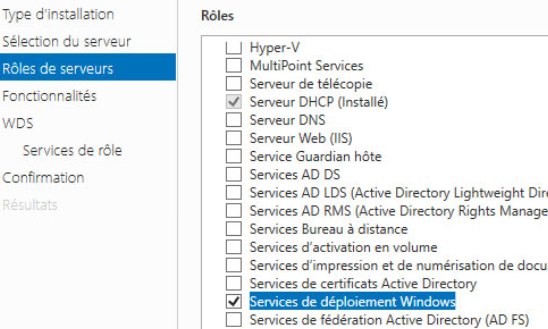 Type d'installation
Sélection du serveur
Rôles de serveurs
Fonctionnalités
WDS
Services de rôle
Confirmation
Résultats
Rôles
Hyper-V
MultiPoint Services
Serveur de télécopie
Serveur DHCP (Installé)
Serveur DNS
Serveur Web (IIS)
Service Guardian hôte
Services AD DS
Services AD LDS (Active Directory Lightweight Dire
Services AD RMS (Active Directory Rights Manage
Services Bureau à distance
Services d'activation en volume
Services d'impression et de numérisation de docu
Services de certificats Active Directory
Services de déploiement Windows
Services de fédération Active Directory (AD FS)